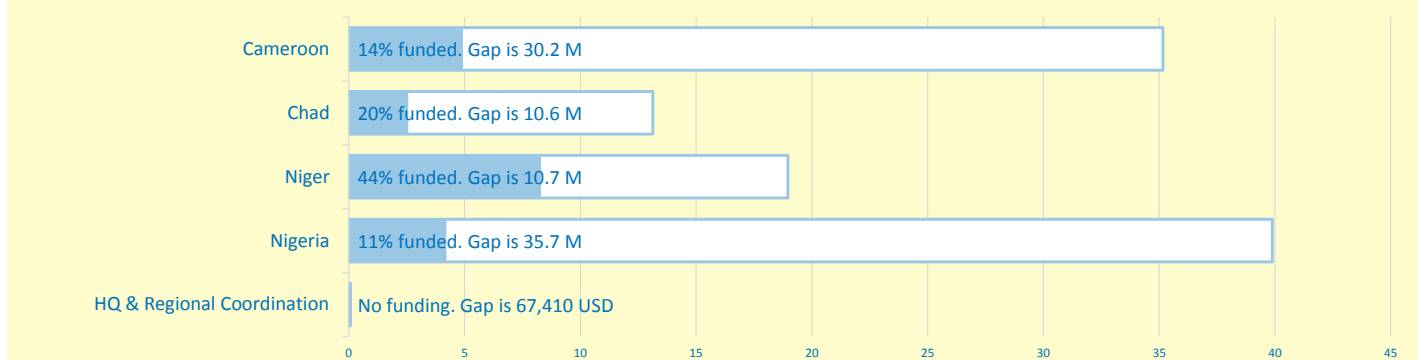 Cameroon 14% funded. Gap is 30.2 M
Chad 20% funded. Gap is 10.6 M
Niger 44% funded. Gap is 10.7 M
Nigeria 11% funded. Gap is 35.7 M
HQ & Regional Coordination No funding. Gap is 67,410 USD
0 5 10 15 20 25 30 35 40 45